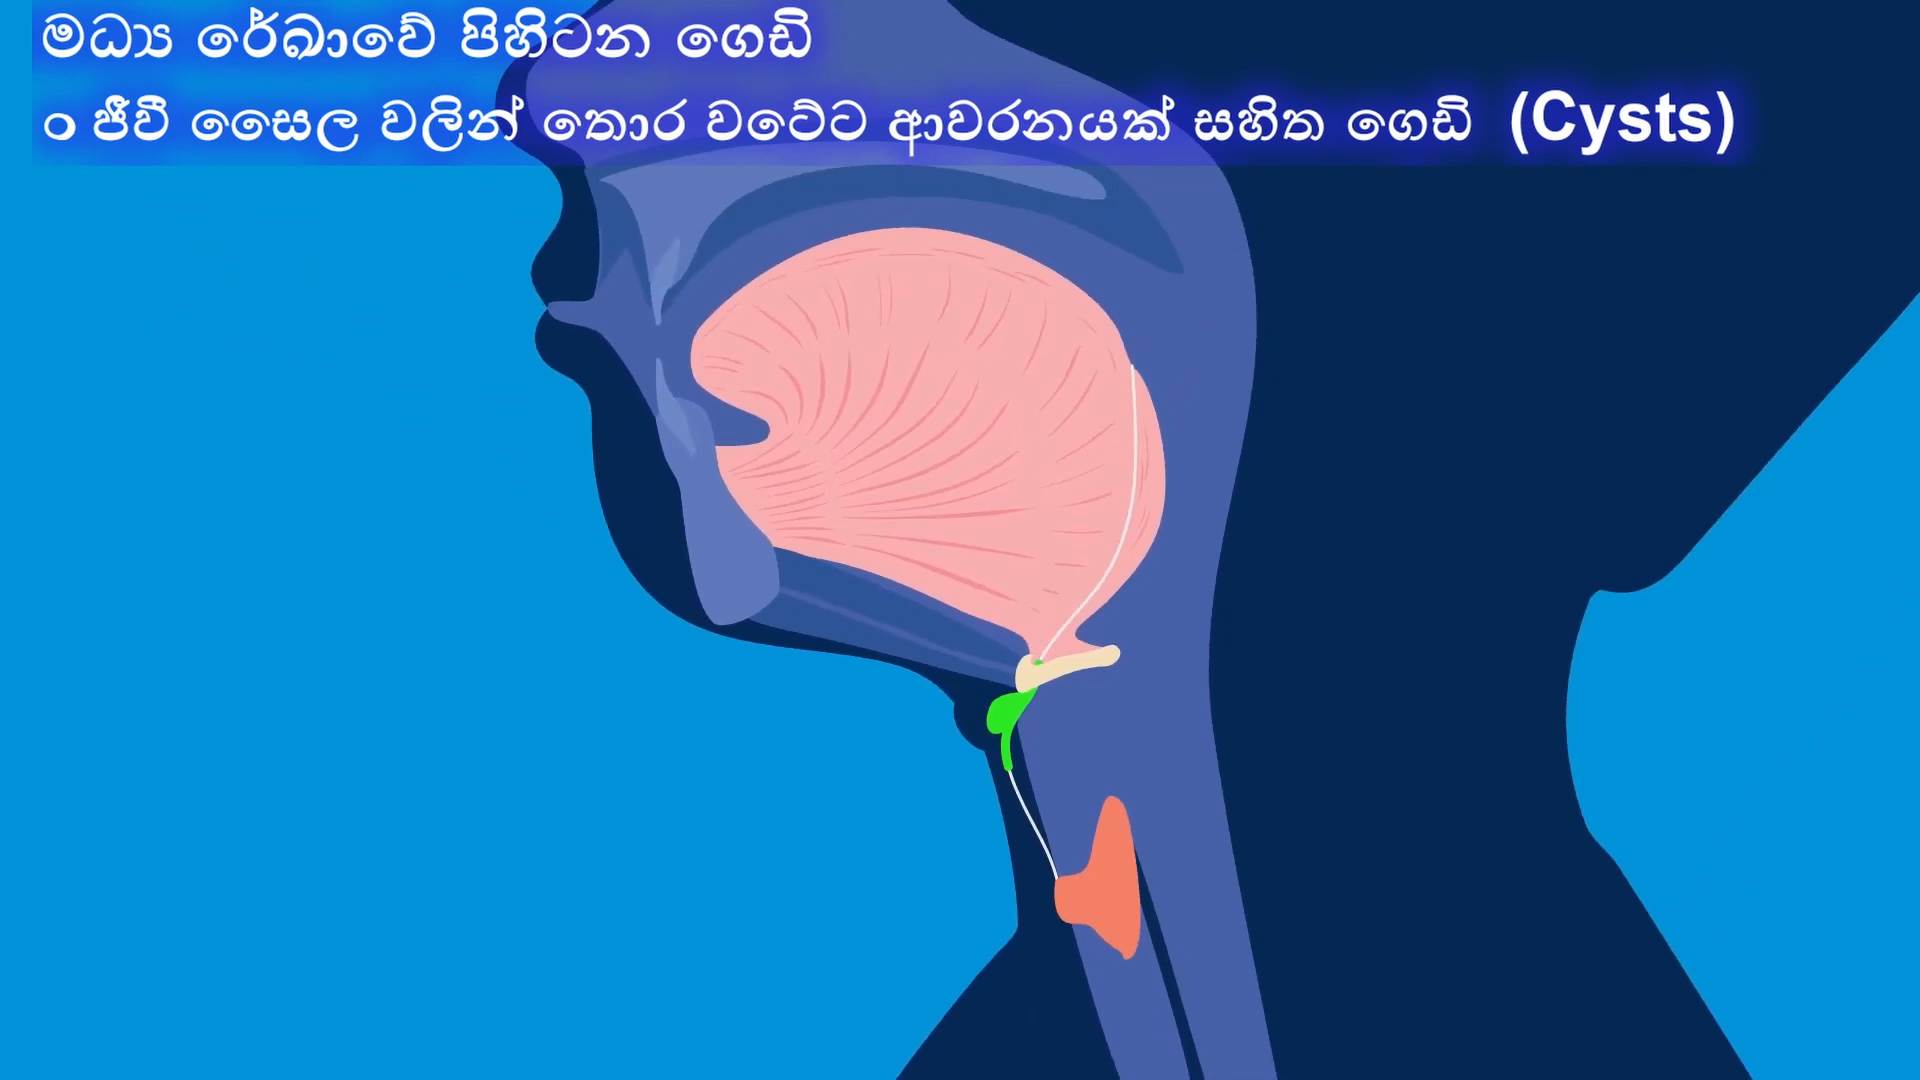 මධ්‍ය රේඛාවේ පිහිටන ගෙඩි
o ජීවී සෛල වලින් තොර වටේට ආවරනයක් සහිත ගෙඩි (Cysts)